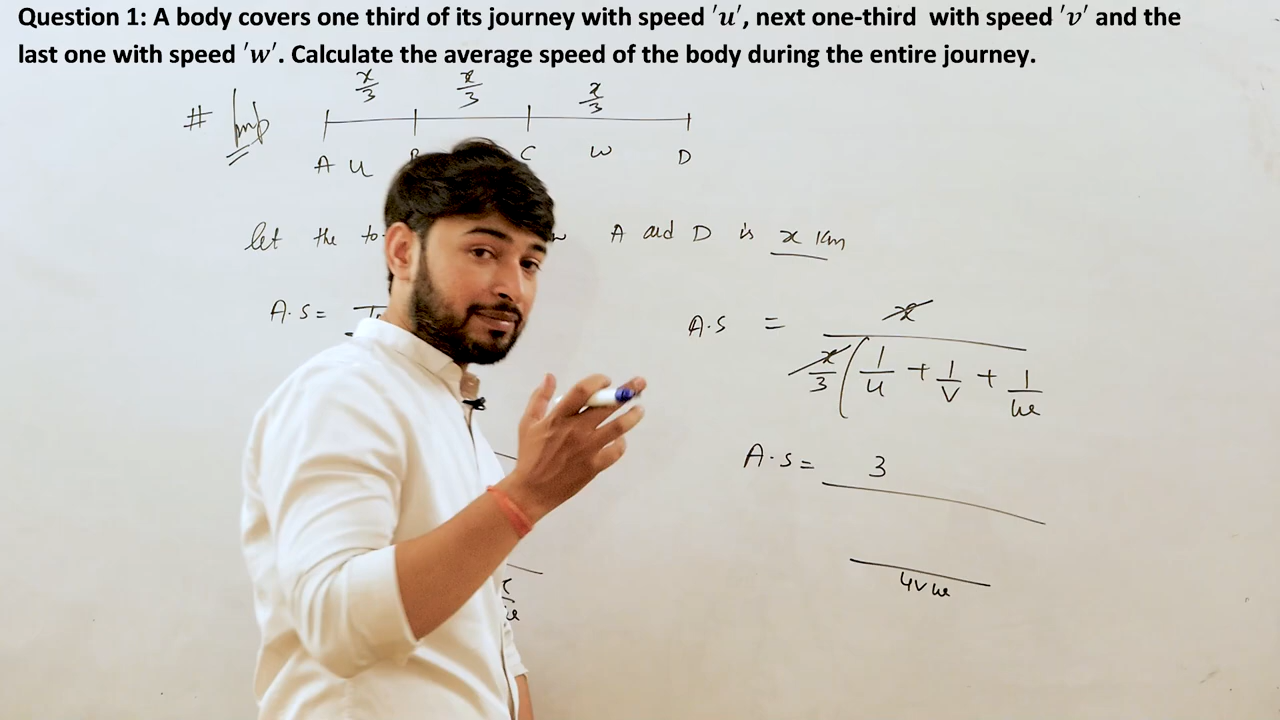 Question 1: A body covers one third of its journey with speed 'u', next one-third with speed 'v' and the
last one with speed 'w'. Calculate the average speed of the body during the entire journey.
x/3 x/3 x/3
# Imp
A u B C w D
let the A and D is x Km
A.S =
A.S = x / x/3 (1/u + 1/v + 1/w)
A.S = 3
uvw